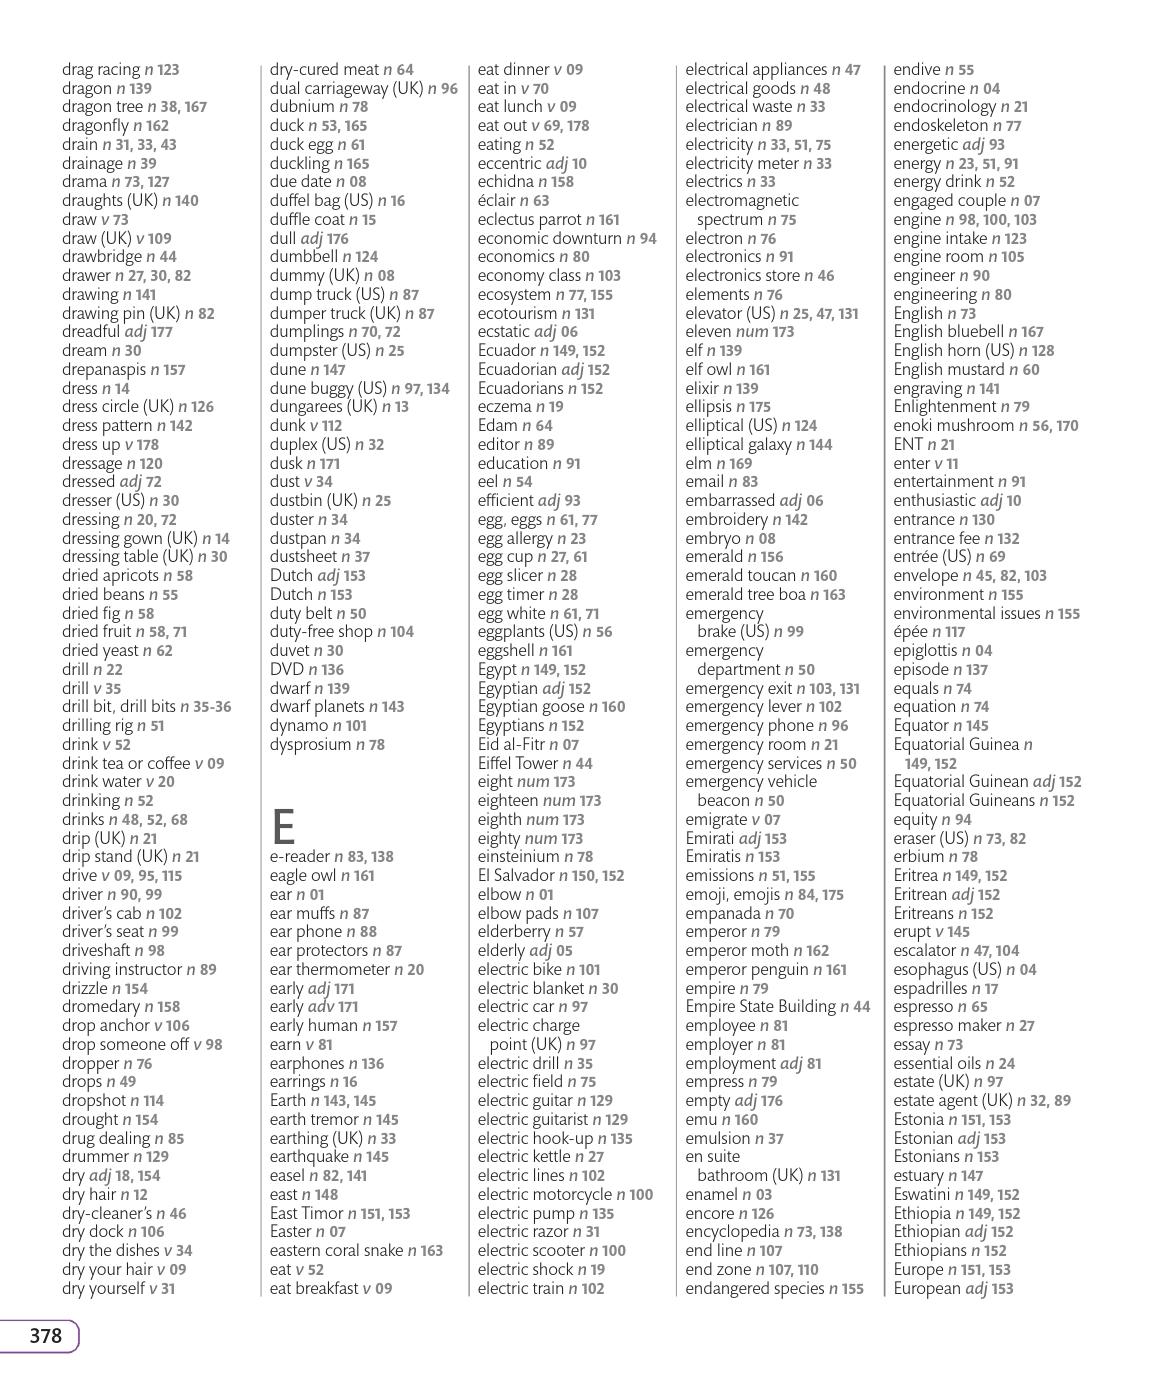 drag racing n 123
dragon n 139
dragon tree n 38, 167
dragonfly n 162
drain n 31, 33, 43
drainage n 39
drama n 73, 127
draughts (UK) n 140
draw v 73
draw (UK) v 109
drawbridge n 44
drawer n 27, 30, 82
drawing n 141
drawing pin (UK) n 82
dreadful adj 177
dream n 30
drepanaspis n 157
dress n 14
dress circle (UK) n 126
dress pattern n 142
dress up v 178
dressage n 120
dressed adj 72
dresser (US) n 30
dressing n 20, 72
dressing gown (UK) n 14
dressing table (UK) n 30
dried apricots n 58
dried beans n 55
dried fig n 58
dried fruit n 58, 71
dried yeast n 62
drill n 22
drill v 35
drill bit, drill bits n 35-36
drilling rig n 51
drink v 52
drink tea or coffee v 09
drink water v 20
drinking n 52
drinks n 48, 52, 68
drip (UK) n 21
drip stand (UK) n 21
drive v 09, 95, 115
driver n 90, 99
driver’s cab n 102
driver’s seat n 99
driveshaft n 98
driving instructor n 89
drizzle n 154
dromedary n 158
drop anchor v 106
drop someone off v 98
dropper n 76
drops n 49
dropshot n 114
drought n 154
drug dealing n 85
drummer n 129
dry adj 18, 154
dry hair n 12
dry-cleaner’s n 46
dry dock n 106
dry the dishes v 34
dry your hair v 09
dry yourself v 31
dry-cured meat n 64
dual carriageway (UK) n 96
dubnium n 78
duck n 53, 165
duck egg n 61
duckling n 165
due date n 08
duffel bag (US) n 16
duffle coat n 15
dull adj 176
dumbbell n 124
dummy (UK) n 08
dump truck (US) n 87
dumper truck (UK) n 87
dumplings n 70, 72
dumpster (US) n 25
dune n 147
dune buggy (US) n 97, 134
dungarees (UK) n 13
dunk v 112
duplex (US) n 32
dusk n 171
dust v 34
dustbin (UK) n 25
duster n 34
dustpan n 34
dustsheet n 37
Dutch adj 153
Dutch n 153
duty belt n 50
duty-free shop n 104
duvet n 30
DVD n 136
dwarf n 139
dwarf planets n 143
dynamo n 101
dysprosium n 78
E
e-reader n 83, 138
eagle owl n 161
ear n 01
ear muffs n 87
ear phone n 88
ear protectors n 87
ear thermometer n 20
early adj 171
early adv 171
early human n 157
earn v 81
earphones n 136
earrings n 16
Earth n 143, 145
earth tremor n 145
earthing (UK) n 33
earthquake n 145
easel n 82, 141
east n 148
East Timor n 151, 153
Easter n 07
eastern coral snake n 163
eat v 52
eat breakfast v 09
eat dinner v 09
eat in v 70
eat lunch v 09
eat out v 69, 178
eating n 52
eccentric adj 10
echidna n 158
éclair n 63
eclectus parrot n 161
economic downturn n 94
economics n 80
economy class n 103
ecosystem n 77, 155
ecotourism n 131
ecstatic adj 06
Ecuador n 149, 152
Ecuadorian adj 152
Ecuadorians n 152
eczema n 19
Edam n 64
editor n 89
education n 91
eel n 54
efficient adj 93
egg, eggs n 61, 77
egg allergy n 23
egg cup n 27, 61
egg slicer n 28
egg timer n 28
egg white n 61, 71
eggplants (US) n 56
eggshell n 161
Egypt n 149, 152
Egyptian adj 152
Egyptian goose n 160
Egyptians n 152
Eid al-Fitr n 07
Eiffel Tower n 44
eight num 173
eighteen num 173
eighth num 173
eighty num 173
einsteinium n 78
El Salvador n 150, 152
elbow n 01
elbow pads n 107
elderberry n 57
elderly adj 05
electric bike n 101
electric blanket n 30
electric car n 97
electric charge
point (UK) n 97
electric drill n 35
electric field n 75
electric guitar n 129
electric guitarist n 129
electric hook-up n 135
electric kettle n 27
electric lines n 102
electric motorcycle n 100
electric pump n 135
electric razor n 31
electric scooter n 100
electric shock n 19
electric train n 102
electrical appliances n 47
electrical goods n 48
electrical waste n 33
electrician n 89
electricity n 33, 51, 75
electricity meter n 33
electrics n 33
electromagnetic
spectrum n 75
electron n 76
electronics n 91
electronics store n 46
elements n 76
elevator (US) n 25, 47, 131
eleven num 173
elf n 139
elf owl n 161
elixir n 139
ellipsis n 175
elliptical (US) n 124
elliptical galaxy n 144
elm n 169
email n 83
embarrassed adj 06
embroidery n 142
embryo n 08
emerald n 156
emerald toucan n 160
emerald tree boa n 163
emergency
brake (US) n 99
emergency
department n 50
emergency exit n 103, 131
emergency lever n 102
emergency phone n 96
emergency room n 21
emergency services n 50
emergency vehicle
beacon n 50
emigrate v 07
Emirati adj 153
Emiratis n 153
emissions n 51, 155
emoji, emojis n 84, 175
empanada n 70
emperor n 79
emperor moth n 162
emperor penguin n 161
empire n 79
Empire State Building n 44
employee n 81
employer n 81
employment adj 81
empress n 79
empty adj 176
emu n 160
emulsion n 37
en suite
bathroom (UK) n 131
enamel n 03
encore n 126
encyclopedia n 73, 138
end line n 107
end zone n 107, 110
endangered species n 155
endive n 55
endocrine n 04
endocrinology n 21
endoskeleton n 77
energetic adj 93
energy n 23, 51, 91
energy drink n 52
engaged couple n 07
engine n 98, 100, 103
engine intake n 123
engine room n 105
engineer n 90
engineering n 80
English n 73
English bluebell n 167
English horn (US) n 128
English mustard n 60
engraving n 141
Enlightenment n 79
enoki mushroom n 56, 170
ENT n 21
enter v 11
entertainment n 91
enthusiastic adj 10
entrance n 130
entrance fee n 132
entrée (US) n 69
envelope n 45, 82, 103
environment n 155
environmental issues n 155
épée n 117
epiglottis n 04
episode n 137
equals n 74
equation n 74
Equator n 145
Equatorial Guinea n
149, 152
Equatorial Guinean adj 152
Equatorial Guineans n 152
equity n 94
eraser (US) n 73, 82
erbium n 78
Eritrea n 149, 152
Eritrean adj 152
Eritreans n 152
erupt v 145
escalator n 47, 104
esophagus (US) n 04
espadrilles n 17
espresso n 65
espresso maker n 27
essay n 73
essential oils n 24
estate (UK) n 97
estate agent (UK) n 32, 89
Estonia n 151, 153
Estonian adj 153
Estonians n 153
estuary n 147
Eswatini n 149, 152
Ethiopia n 149, 152
Ethiopian adj 152
Ethiopians n 152
Europe n 151, 153
European adj 153
378